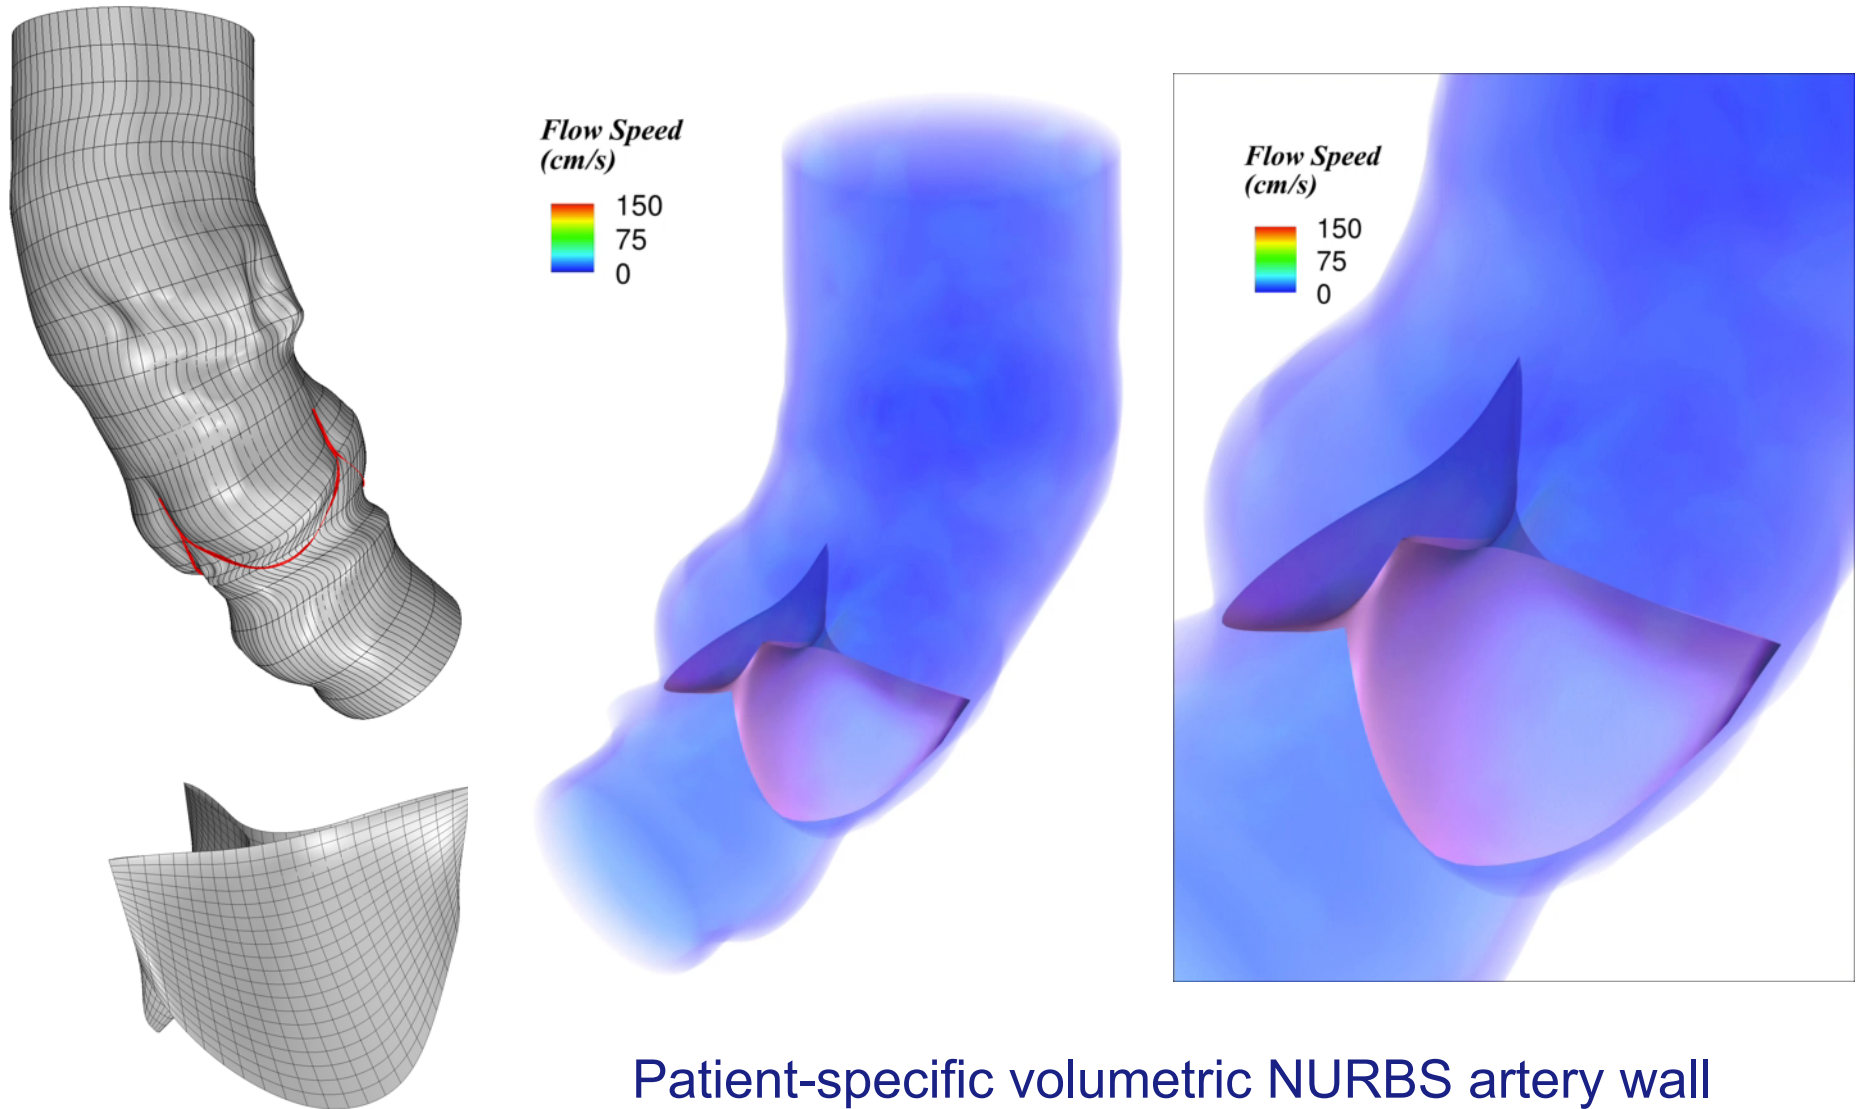 Flow Speed
(cm/s)
150
75
0
Flow Speed
(cm/s)
150
75
0
Patient-specific volumetric NURBS artery wall